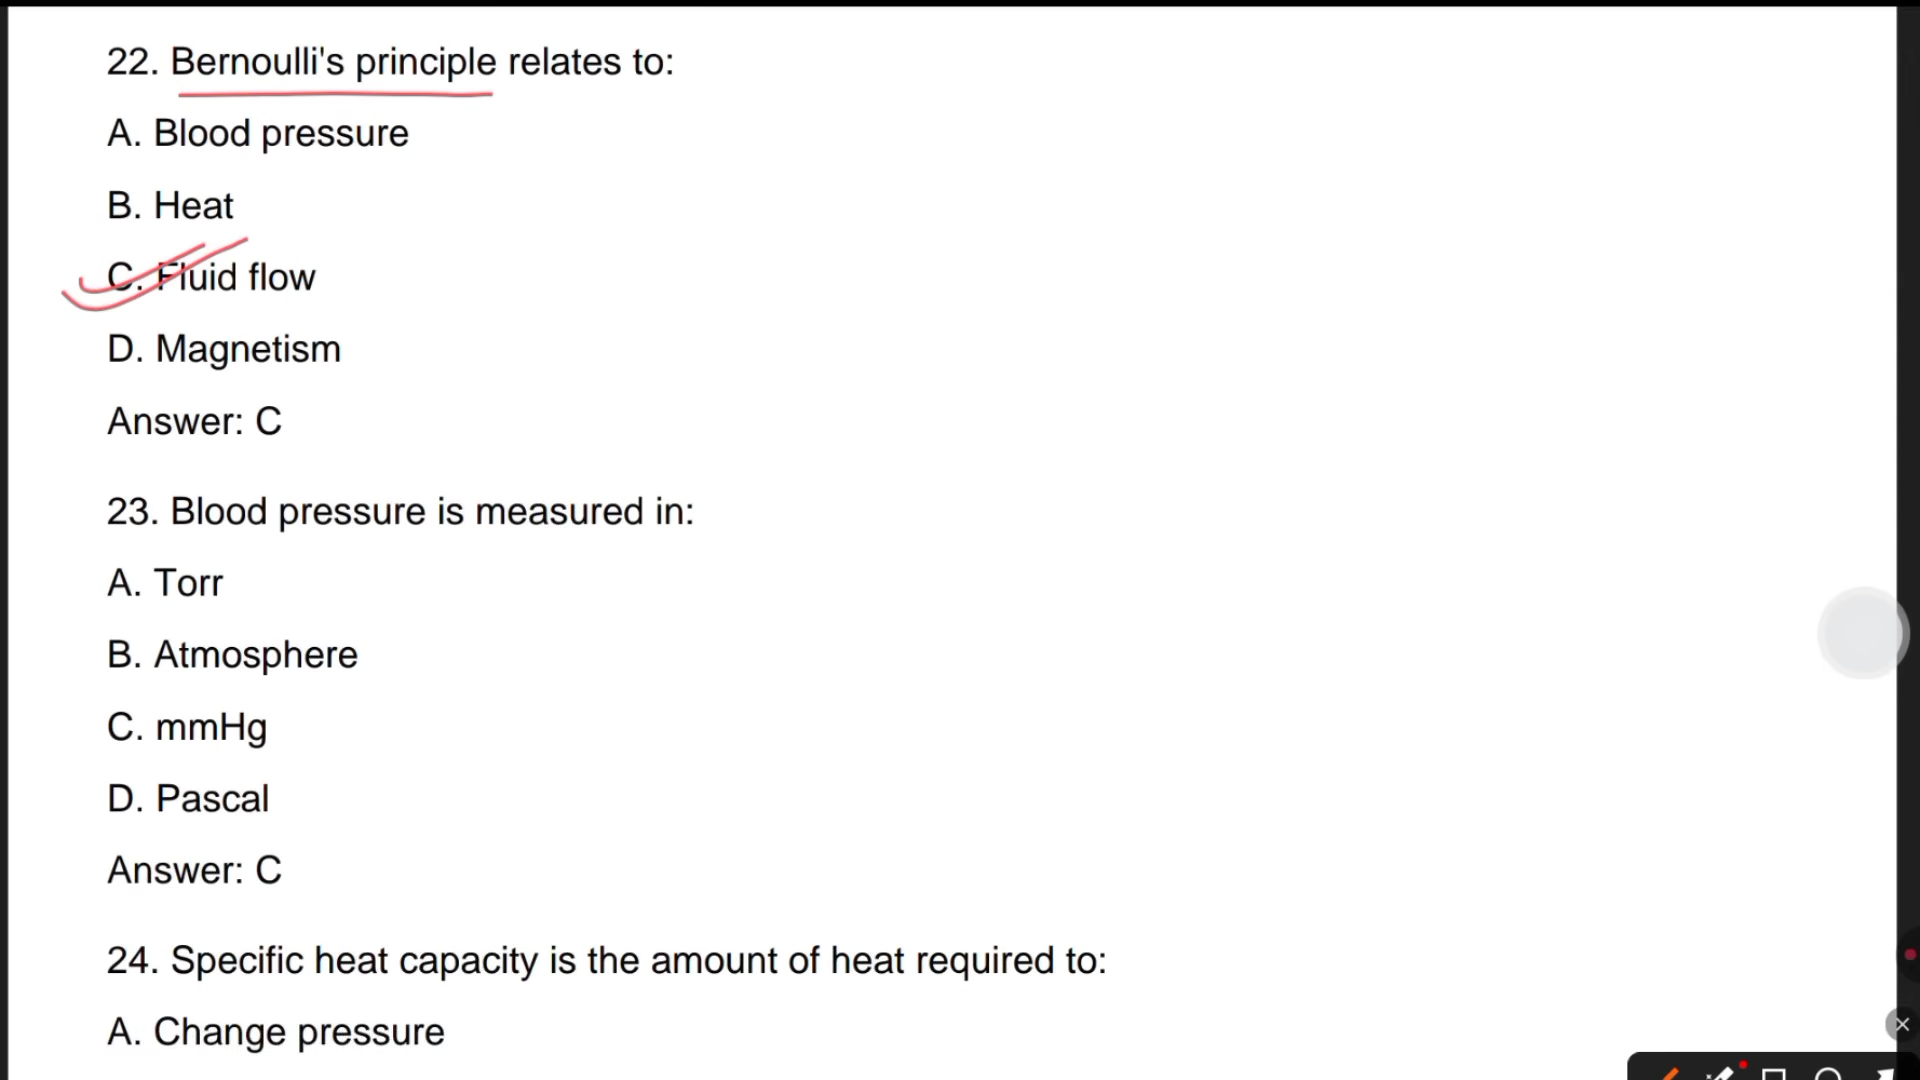 22. Bernoulli's principle relates to:
A. Blood pressure
B. Heat
C. Fluid flow
D. Magnetism
Answer: C
23. Blood pressure is measured in:
A. Torr
B. Atmosphere
C. mmHg
D. Pascal
Answer: C
24. Specific heat capacity is the amount of heat required to:
A. Change pressure